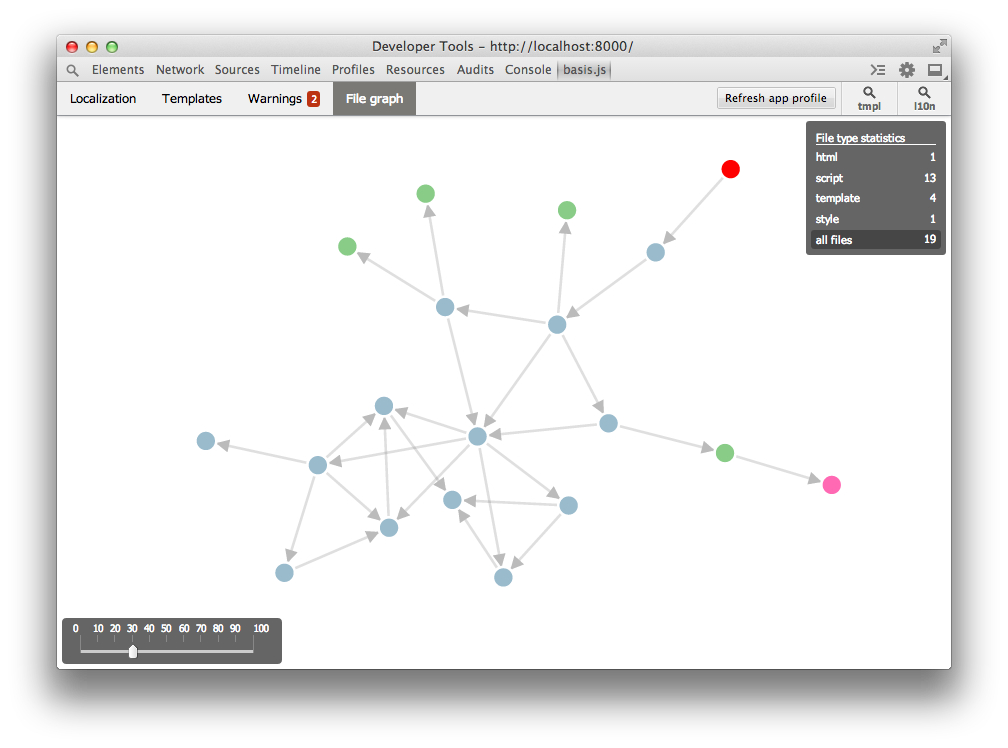 Developer Tools - http://localhost:8000/
Elements Network Sources Timeline Profiles Resources Audits Console basis.js
Localization Templates Warnings 2 File graph Refresh app profile tmpl l10n
File type statistics
html 1
script 13
template 4
style 1
all files 19
0 10 20 30 40 50 60 70 80 90 100